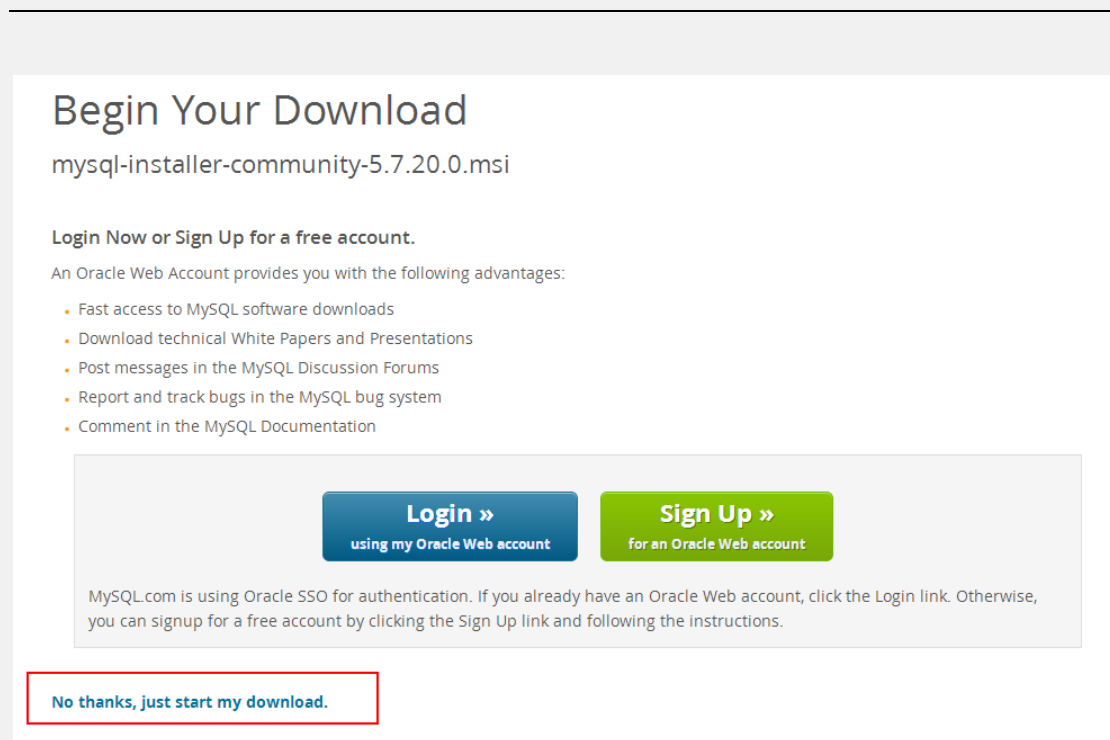 Begin Your Download
mysql-installer-community-5.7.20.0.msi
Login Now or Sign Up for a free account.
An Oracle Web Account provides you with the following advantages:
Fast access to MySQL software downloads
Download technical White Papers and Presentations
Post messages in the MySQL Discussion Forums
Report and track bugs in the MySQL bug system
Comment in the MySQL Documentation
Login »
using my Oracle Web account
Sign Up »
for an Oracle Web account
MySQL.com is using Oracle SSO for authentication. If you already have an Oracle Web account, click the Login link. Otherwise,
you can signup for a free account by clicking the Sign Up link and following the instructions.
No thanks, just start my download.